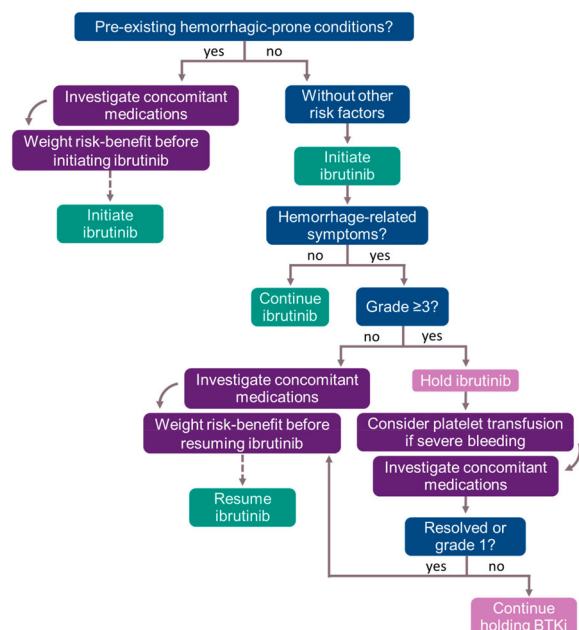 Pre-existing hemorrhagic-prone conditions?
yes
no
Investigate concomitant
medications
Without other
risk factors
Weight risk-benefit before
initiating ibrutinib
Initiate
ibrutinib
Initiate
ibrutinib
Hemorrhage-related
symptoms?
no
yes
Continue
ibrutinib
Grade ≥3?
no
yes
Investigate concomitant
medications
Hold ibrutinib
Weight risk-benefit before
resuming ibrutinib
Consider platelet transfusion
if severe bleeding
Investigate concomitant
medications
Resume
ibrutinib
Resolved or
grade 1?
yes
no
Continue
holding BTKi